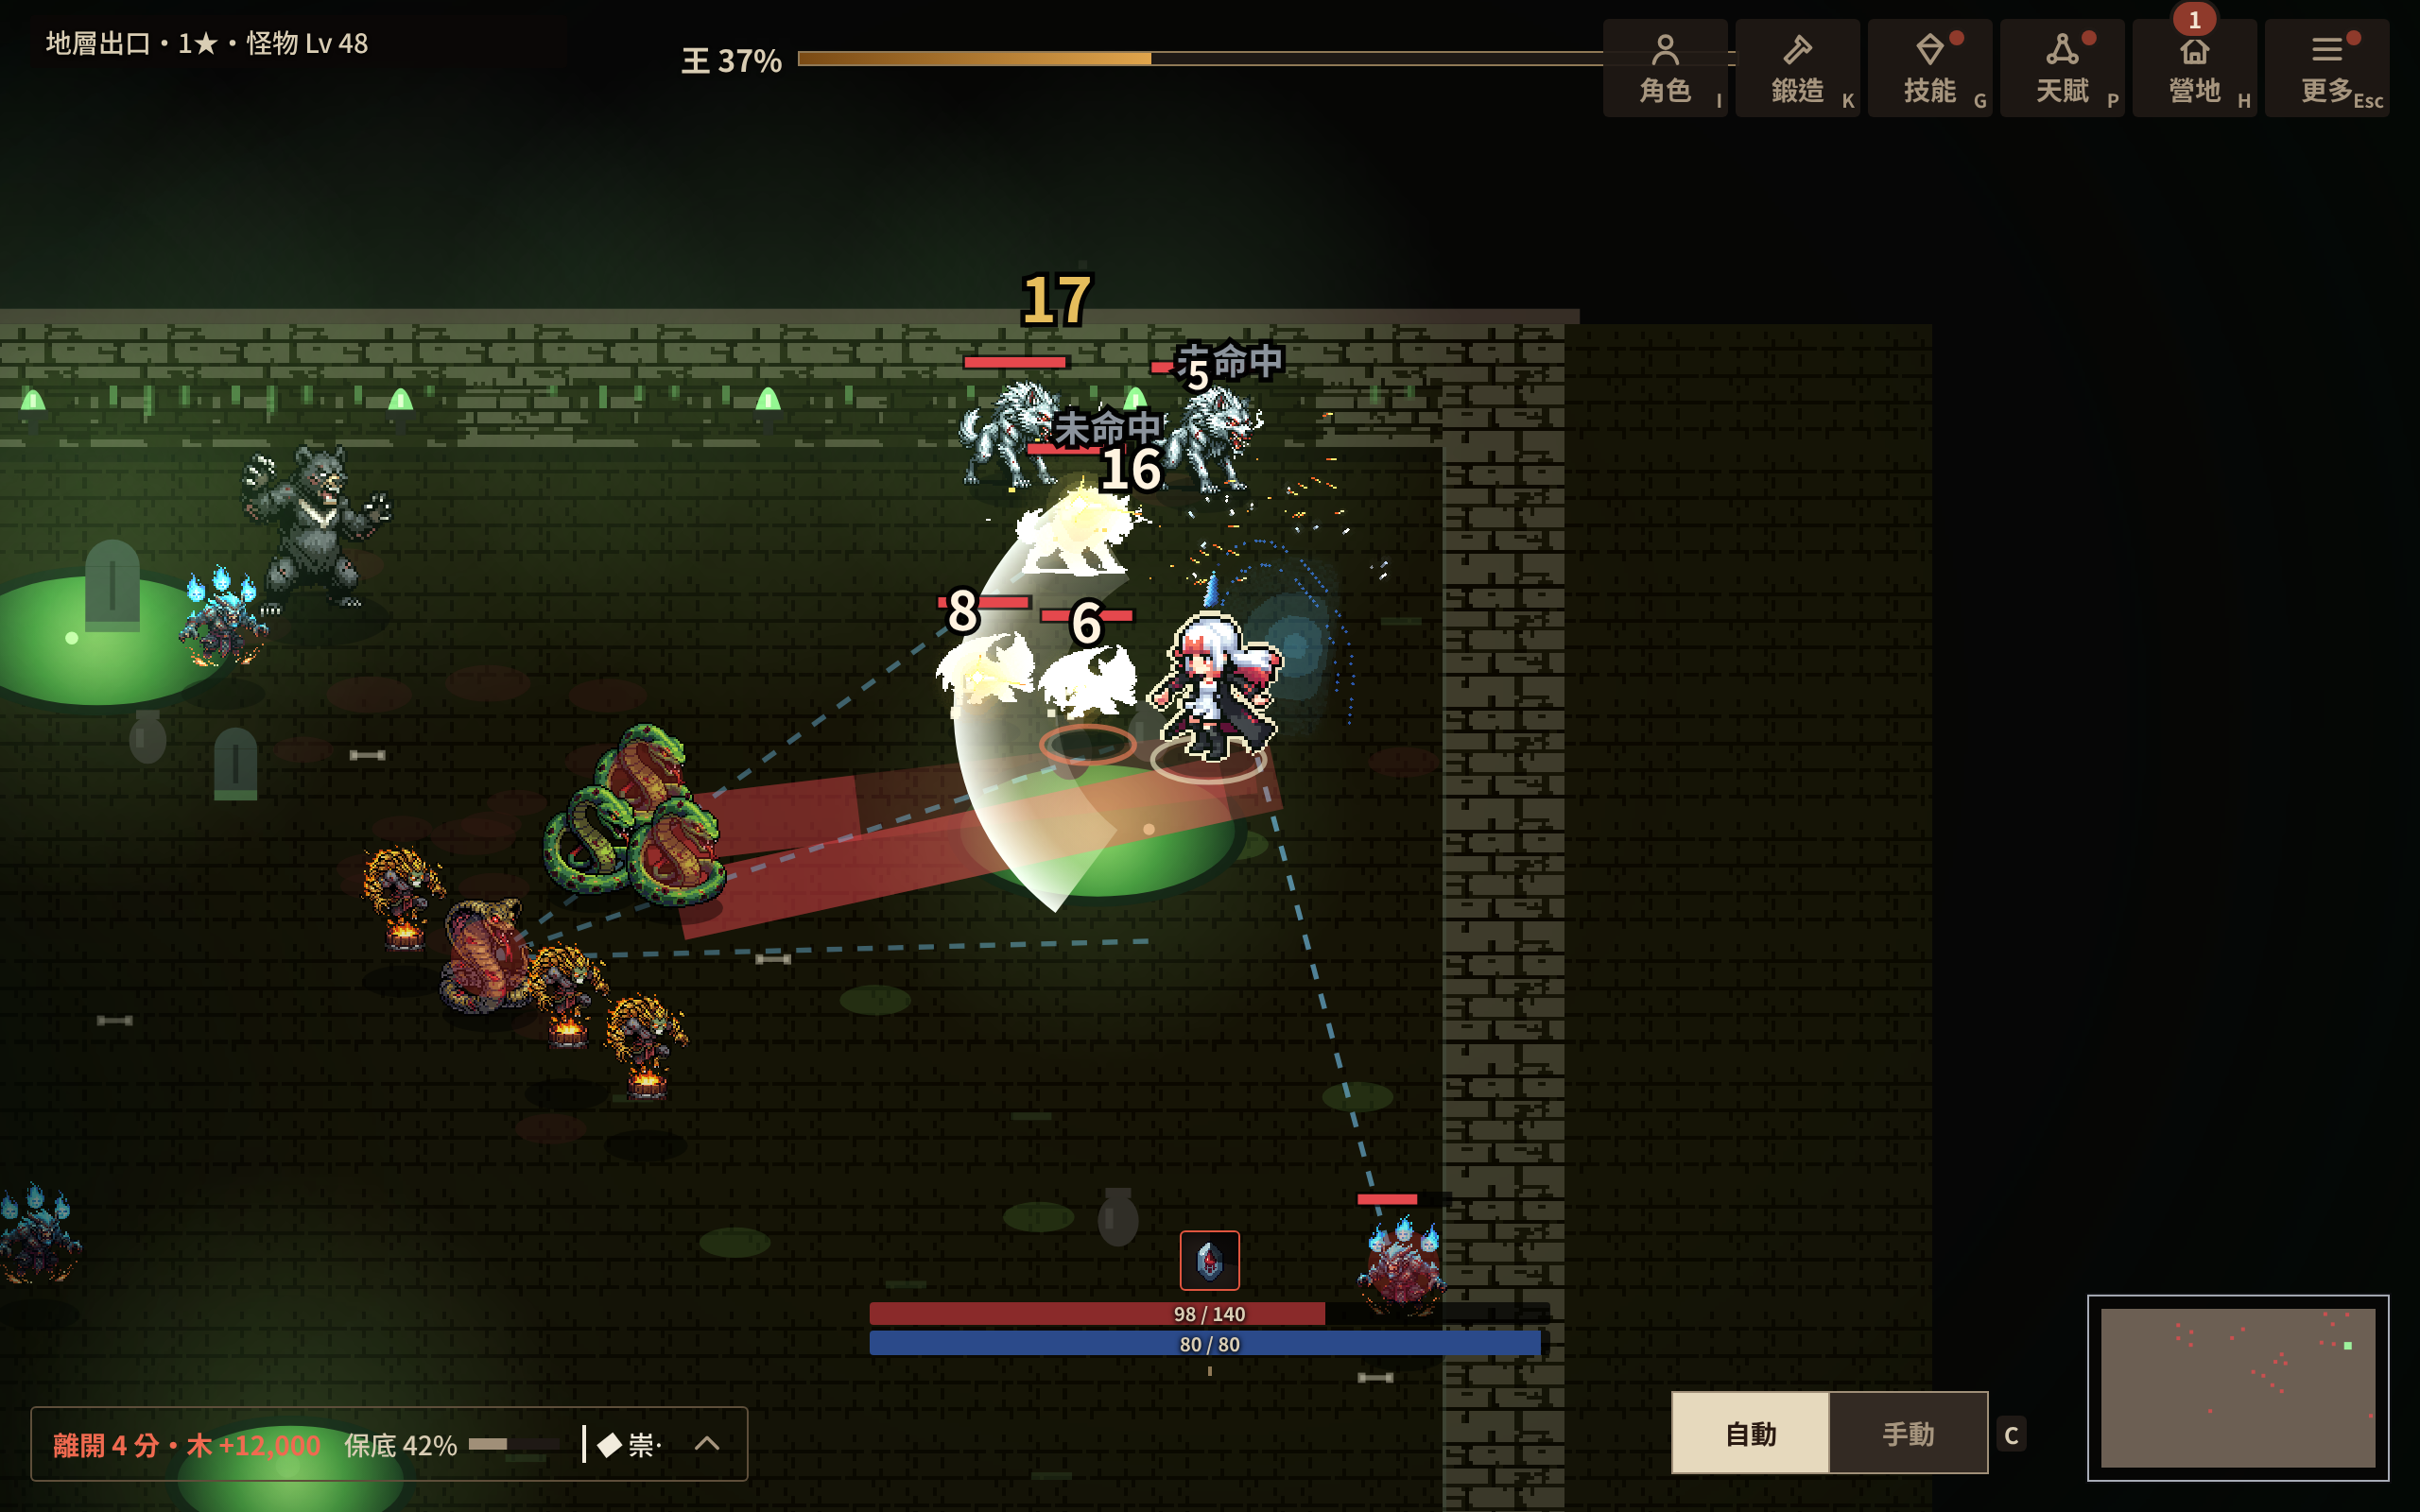 地層出口・1★・怪物 Lv 48
王 37%
角色 I
鍛造 K
技能 G
天賦 P
1
營地 H
更多 Esc
17
未命中
5
未命中
16
8
6
98 / 140
80 / 80
離開 4 分・木 +12,000 保底 42% 崇·
自動 手動 C